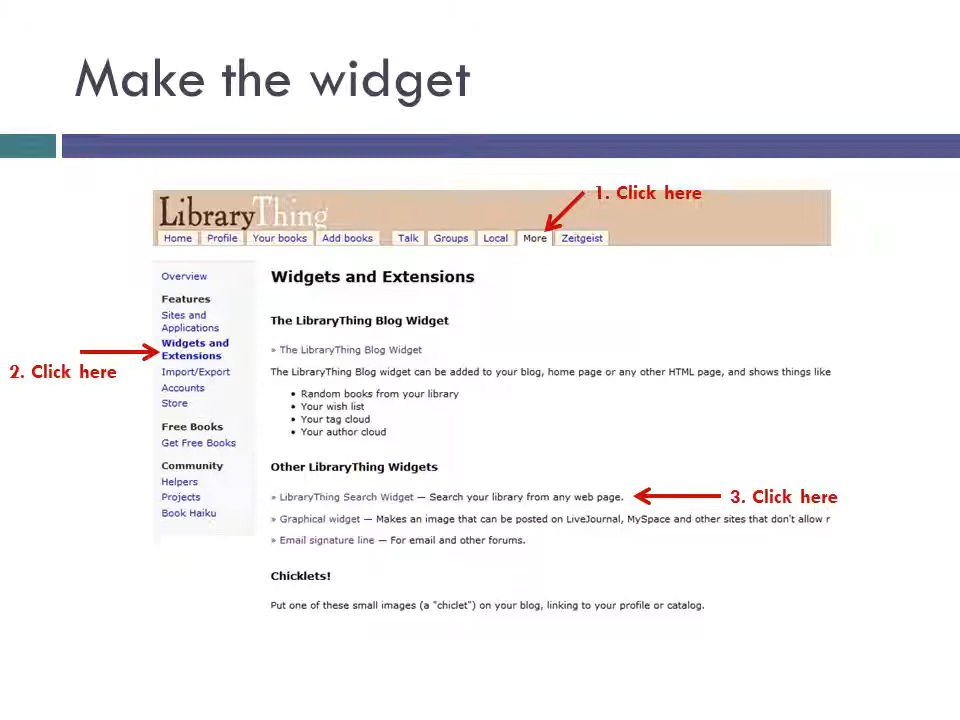 Make the widget
1. Click here
LibraryThing
Home Profile Your books Add books Talk Groups Local More Zeitgeist
Overview
Features
Sites and
Applications
Widgets and
Extensions
Import/Export
Accounts
Store
Free Books
Get Free Books
Community
Helpers
Projects
Book Haiku
2. Click here
Widgets and Extensions
The LibraryThing Blog Widget
» The LibraryThing Blog Widget
The LibraryThing Blog widget can be added to your blog, home page or any other HTML page, and shows things like
• Random books from your library
• Your wish list
• Your tag cloud
• Your author cloud
Other LibraryThing Widgets
» LibraryThing Search Widget — Search your library from any web page.
3. Click here
» Graphical widget — Makes an image that can be posted on LiveJournal, MySpace and other sites that don't allow r
» Email signature line — For email and other forums.
Chicklets!
Put one of these small images (a "chiclet") on your blog, linking to your profile or catalog.